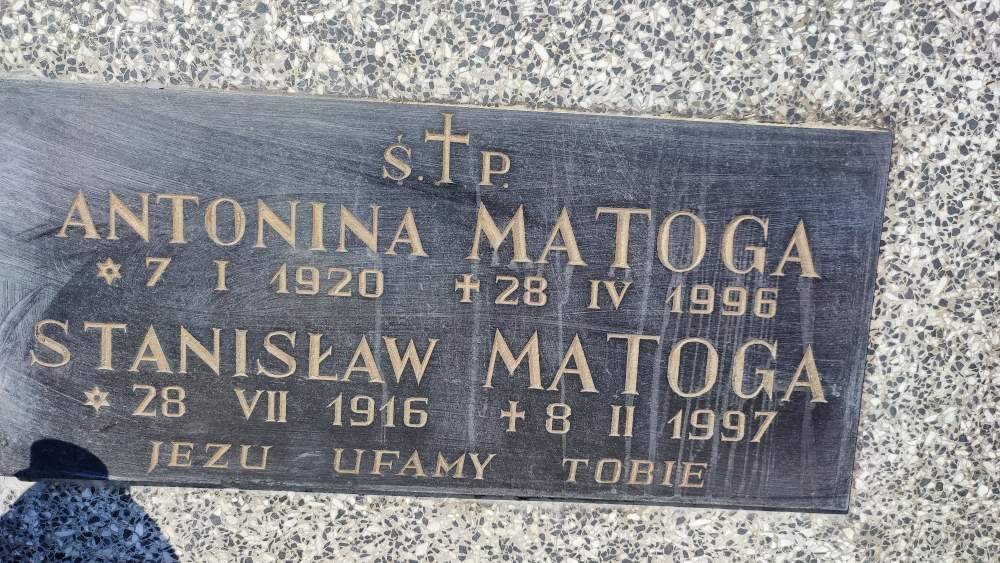 Ś. † P.
ANTONINA MATOGA
✡ 7 I 1920 † 28 IV 1996
STANISŁAW MATOGA
✡ 28 VII 1916 † 8 II 1997
JEZU UFAMY TOBIE